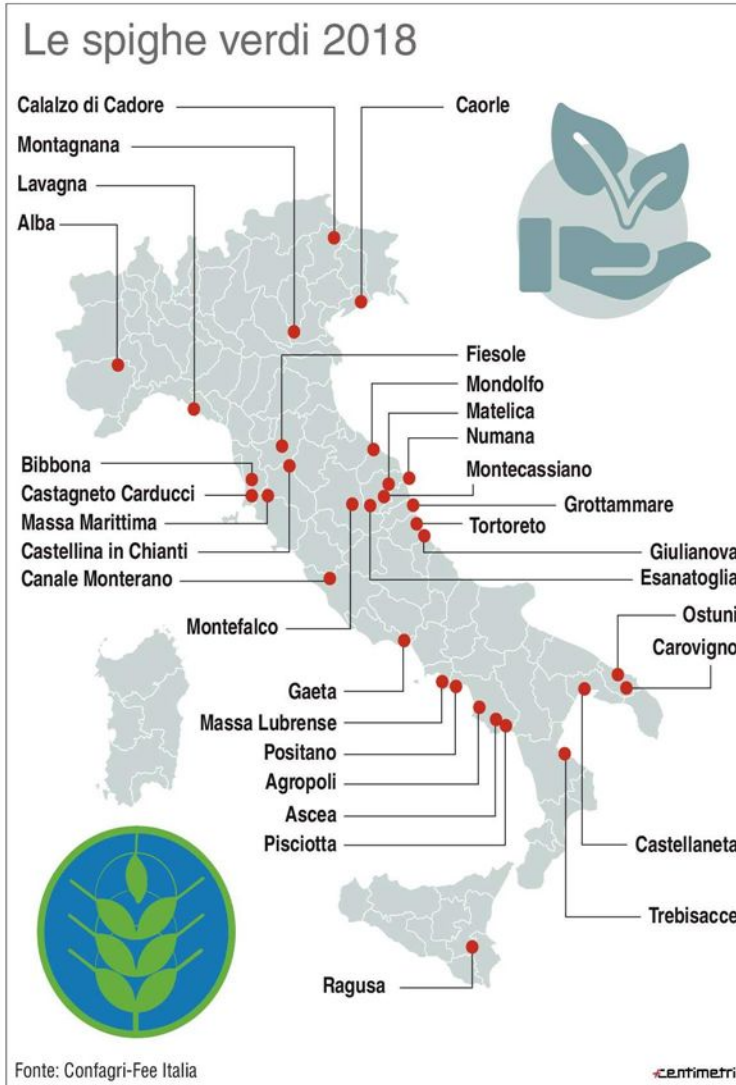 Le spighe verdi 2018
Calalzo di Cadore
Caorle
Montagnana
Lavagna
Alba
Fiesole
Mondolfo
Matelica
Numana
Montecassiano
Bibbona
Castagneto Carducci
Grottammare
Massa Marittima
Tortoreto
Castellina in Chianti
Giulianova
Canale Monterano
Esanatoglia
Ostuni
Montefalco
Carovigno
Gaeta
Massa Lubrense
Positano
Agropoli
Ascea
Pisciotta
Castellaneta
Trebisacce
Ragusa
Fonte: Confagri-Fee Italia
centimetri